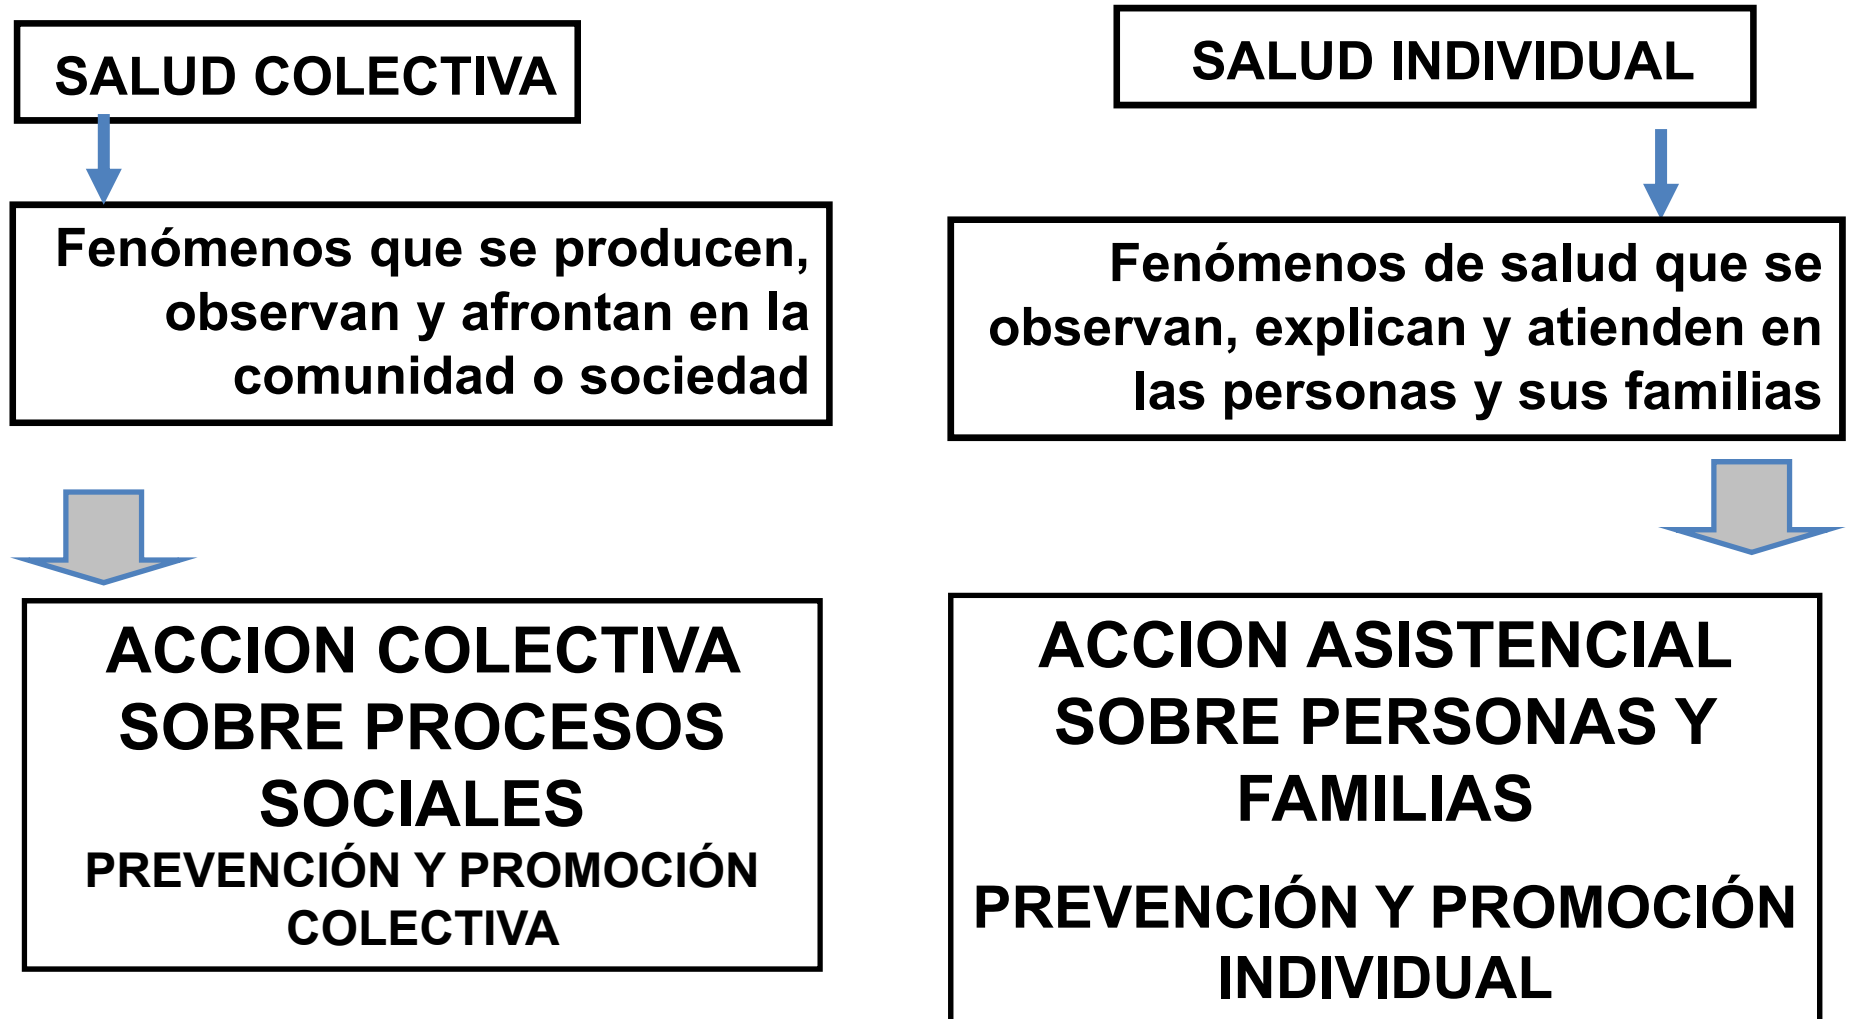 SALUD COLECTIVA
Fenómenos que se producen,
observan y afrontan en la
comunidad o sociedad
ACCION COLECTIVA
SOBRE PROCESOS
SOCIALES
PREVENCIÓN Y PROMOCIÓN
COLECTIVA
SALUD INDIVIDUAL
Fenómenos de salud que se
observan, explican y atienden en
las personas y sus familias
ACCION ASISTENCIAL
SOBRE PERSONAS Y
FAMILIAS
PREVENCIÓN Y PROMOCIÓN
INDIVIDUAL